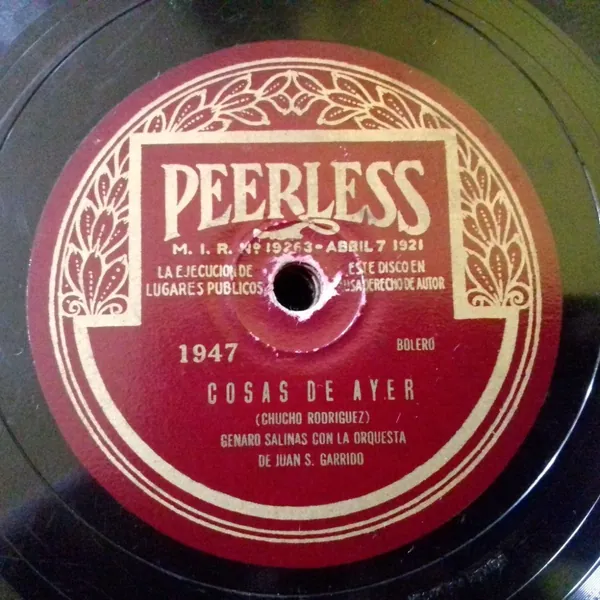 PEERLESS
M. I. R. Nº 19263 - ABRIL 7 1921
LA EJECUCION DE ESTE DISCO EN
LUGARES PUBLICOS CAUSA DERECHO DE AUTOR
1947 BOLERO
COSAS DE AYER
(CHUCHO RODRIGUEZ)
GENARO SALINAS CON LA ORQUESTA
DE JUAN S. GARRIDO